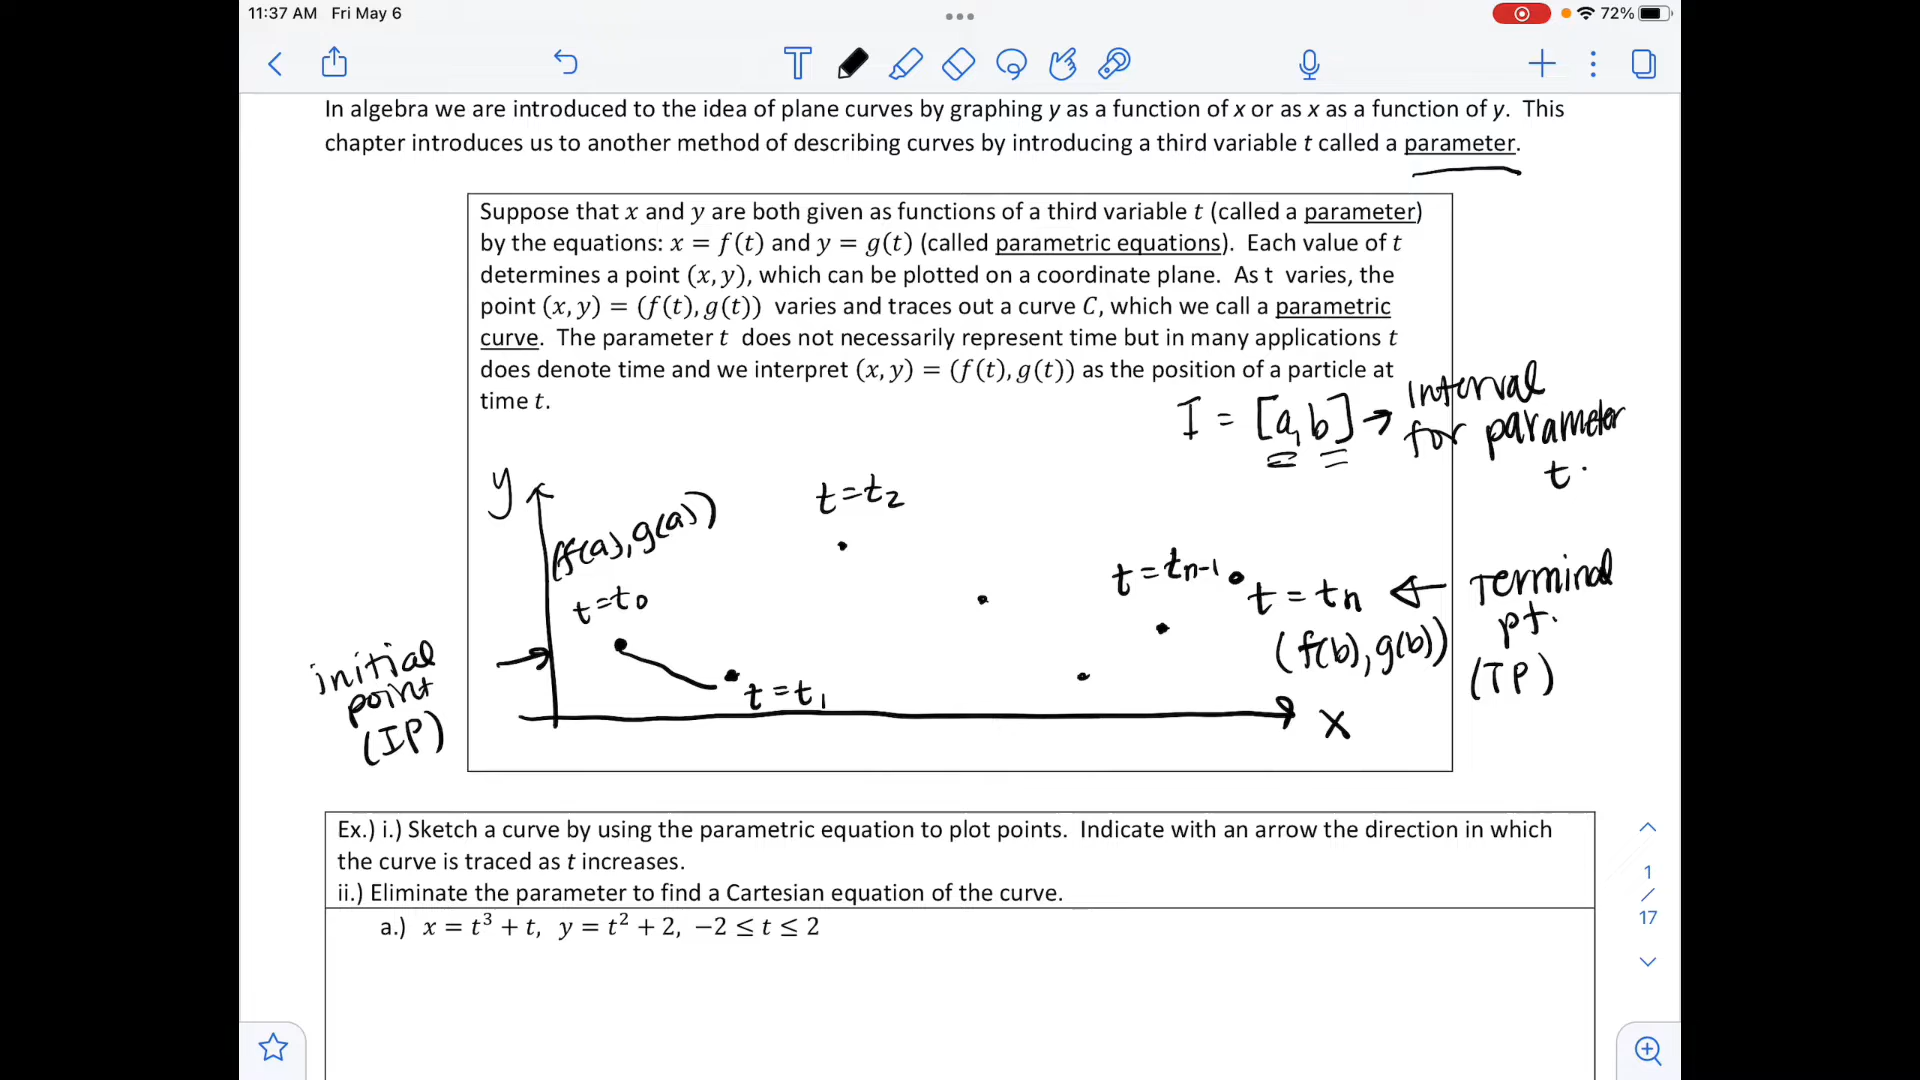 11:37 AM Fri May 6
72%
In algebra we are introduced to the idea of plane curves by graphing y as a function of x or as x as a function of y. This
chapter introduces us to another method of describing curves by introducing a third variable t called a parameter.
Suppose that x and y are both given as functions of a third variable t (called a parameter)
by the equations: x = f(t) and y = g(t) (called parametric equations). Each value of t
determines a point (x, y), which can be plotted on a coordinate plane. As t varies, the
point (x, y) = (f(t), g(t)) varies and traces out a curve C, which we call a parametric
curve. The parameter t does not necessarily represent time but in many applications t
does denote time and we interpret (x, y) = (f(t), g(t)) as the position of a particle at
time t.
I = [a, b] → Interval
for parameter
t.
y
(f(a), g(a))
t = t₂
t = t₀
t = tₙ₋₁
t = tₙ ← Terminal
pt.
(f(b), g(b))
(TP)
initial
point
(IP)
t = t₁
x
Ex.) i.) Sketch a curve by using the parametric equation to plot points. Indicate with an arrow the direction in which
the curve is traced as t increases.
ii.) Eliminate the parameter to find a Cartesian equation of the curve.
a.) x = t³ + t, y = t² + 2, −2 ≤ t ≤ 2
1
/
17